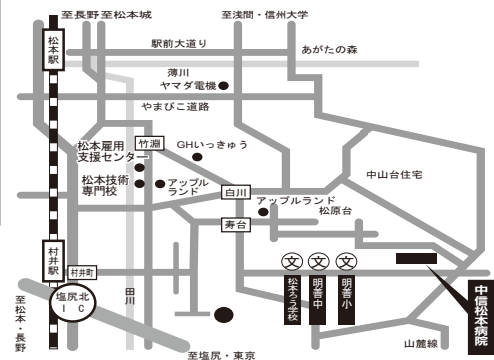 至長野
至松本城
至浅間・信州大学
松本駅
駅前大道り
あがたの森
薄川
ヤマダ電機
やまびこ道路
松本雇用
支援センター
竹淵
GHいっきゅう
松本技術
専門校
アップル
ランド
中山台住宅
白川
アップルランド
松原台
寿台
村井駅
村井町
文
文
文
田川
塩尻北
IC
松本ろう学校
明善中
明善小
中信松本病院
至松本・長野
山麓線
至塩尻・東京